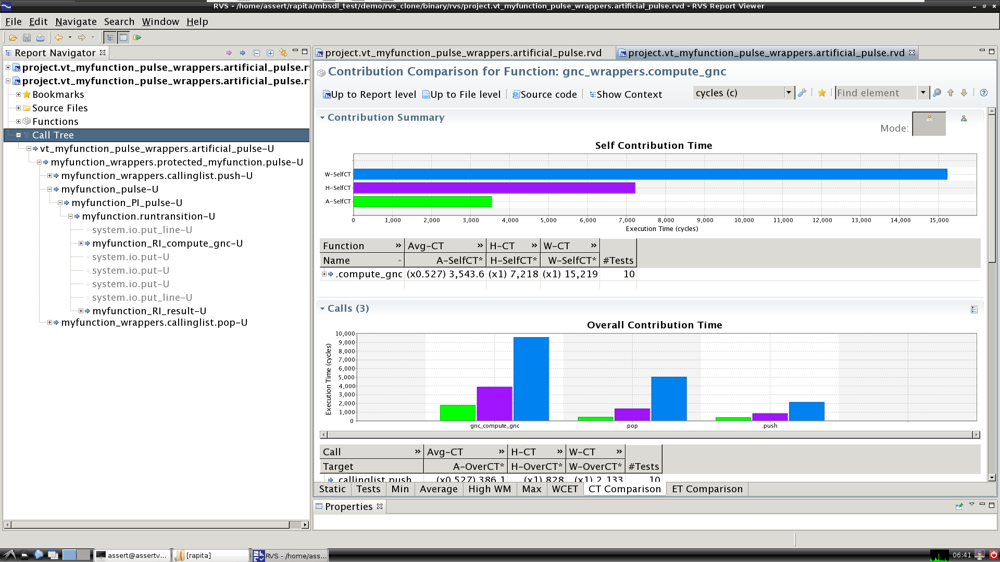 RVS - /home/assert/rapita/mbsdl_test/demo/rvs_clone/binary/rvs/project.vt_myfunction_pulse_wrappers.artificial_pulse.rvd - RVS Report Viewer
File Edit Navigate Search Window Help
Report Navigator
project.vt_myfunction_pulse_wrappers.artificial_pulse.r
project.vt_myfunction_pulse_wrappers.artificial_pulse.r
Bookmarks
Source Files
Functions
Call Tree
vt_myfunction_pulse_wrappers.artificial_pulse-U
myfunction_wrappers.protected_myfunction.pulse-U
myfunction_wrappers.callinglist.push-U
myfunction_pulse-U
myfunction_PI_pulse-U
myfunction.runtransition-U
system.io.put_line-U
myfunction_RI_compute_gnc-U
system.io.put-U
system.io.put-U
system.io.put-U
system.io.put_line-U
myfunction_RI_result-U
myfunction_wrappers.callinglist.pop-U
project.vt_myfunction_pulse_wrappers.artificial_pulse.rvd project.vt_myfunction_pulse_wrappers.artificial_pulse.rvd
Contribution Comparison for Function: gnc_wrappers.compute_gnc
Up to Report level Up to File level Source code Show Context cycles (c) Find element
Contribution Summary
Mode:
Self Contribution Time
W-SelfCT
H-SelfCT
A-SelfCT
0 1,000 2,000 3,000 4,000 5,000 6,000 7,000 8,000 9,000 10,000 11,000 12,000 13,000 14,000 15,000
Execution Time (cycles)
Function » Avg-CT » H-CT » W-CT »
Name A-SelfCT* H-SelfCT* W-SelfCT* #Tests
.compute_gnc (x0.527) 3,543.6 (x1) 7,218 (x1) 15,219 10
Calls (3)
Overall Contribution Time
Execution Time (cycles)
10,000
9,000
8,000
7,000
6,000
5,000
4,000
3,000
2,000
1,000
0
gnc_compute_gnc .pop .push
Call » Avg-CT » H-CT » W-CT »
Target A-OverCT* H-OverCT* W-OverCT* #Tests
callinglist.push (x0.527) 386.1 (x1) 828 (x1) 2,133 10
Static Tests Min Average High WM Max WCET CT Comparison ET Comparison
Properties
assert@assertv... [rapita] RVS - /home/ass... 06:41